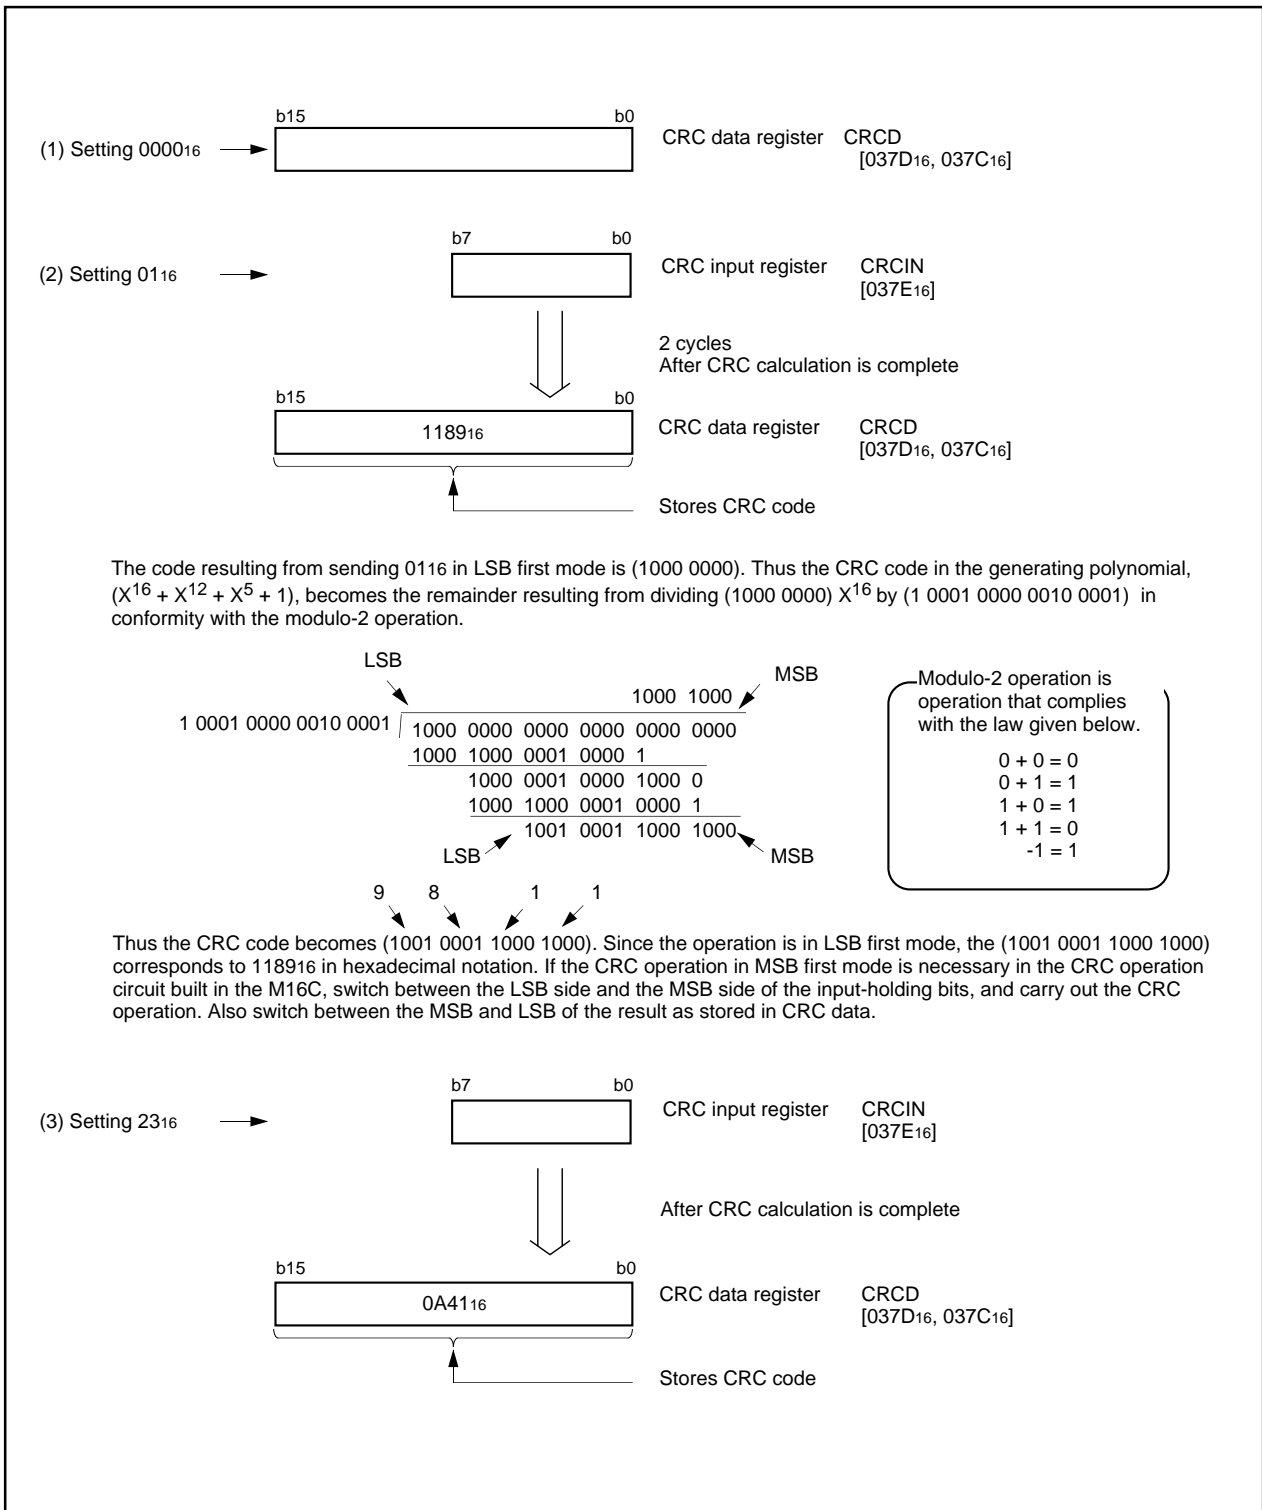 b15 b0
(1) Setting 0000₁₆
CRC data register CRCD
[037D₁₆, 037C₁₆]
b7 b0
(2) Setting 01₁₆
CRC input register CRCIN
[037E₁₆]
2 cycles
After CRC calculation is complete
b15 b0
1189₁₆
CRC data register CRCD
[037D₁₆, 037C₁₆]
Stores CRC code
The code resulting from sending 01₁₆ in LSB first mode is (1000 0000). Thus the CRC code in the generating polynomial,
(X¹⁶ + X¹² + X⁵ + 1), becomes the remainder resulting from dividing (1000 0000) X¹⁶ by (1 0001 0000 0010 0001) in
conformity with the modulo-2 operation.
LSB
MSB
1000 1000
1 0001 0000 0010 0001
1000 0000 0000 0000 0000 0000
1000 1000 0001 0000 1
1000 0001 0000 1000 0
1000 1000 0001 0000 1
1001 0001 1000 1000
LSB
MSB
Modulo-2 operation is
operation that complies
with the law given below.
0 + 0 = 0
0 + 1 = 1
1 + 0 = 1
1 + 1 = 0
-1 = 1
9 8 1 1
Thus the CRC code becomes (1001 0001 1000 1000). Since the operation is in LSB first mode, the (1001 0001 1000 1000)
corresponds to 1189₁₆ in hexadecimal notation. If the CRC operation in MSB first mode is necessary in the CRC operation
circuit built in the M16C, switch between the LSB side and the MSB side of the input-holding bits, and carry out the CRC
operation. Also switch between the MSB and LSB of the result as stored in CRC data.
b7 b0
(3) Setting 23₁₆
CRC input register CRCIN
[037E₁₆]
After CRC calculation is complete
b15 b0
0A41₁₆
CRC data register CRCD
[037D₁₆, 037C₁₆]
Stores CRC code